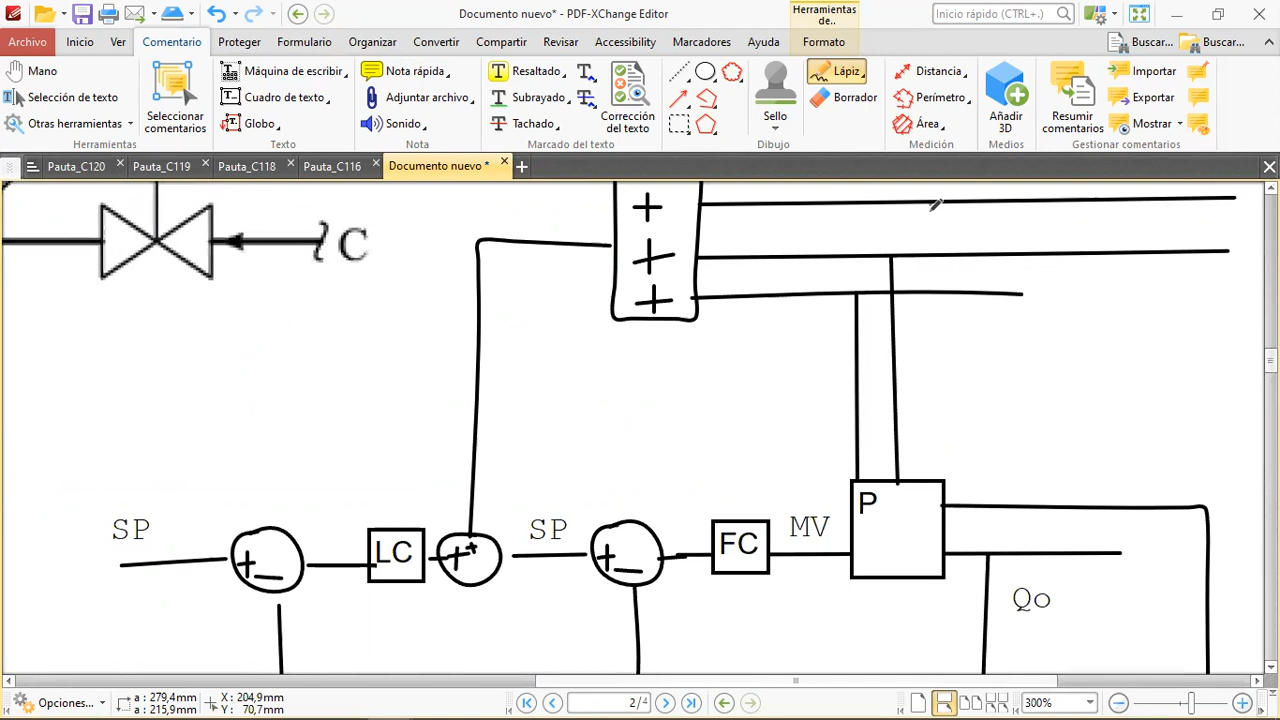 Documento nuevo * - PDF-XChange Editor
Herramientas de..
Inicio rápido (CTRL+.)
Archivo
Inicio
Ver
Comentario
Proteger
Formulario
Organizar
Convertir
Compartir
Revisar
Accessibility
Marcadores
Ayuda
Formato
Buscar...
Buscar...
Mano
Selección de texto
Otras herramientas
Seleccionar comentarios
Herramientas
Máquina de escribir
Cuadro de texto
Globo
Texto
Nota rápida
Adjuntar archivo
Sonido
Nota
Resaltado
Subrayado
Tachado
Corrección del texto
Marcado del texto
Sello
Lápiz
Borrador
Dibujo
Distancia
Perímetro
Área
Medición
Añadir 3D
Medios
Resumir comentarios
Importar
Exportar
Mostrar
Gestionar comentarios
Pauta_C120
Pauta_C119
Pauta_C118
Pauta_C116
Documento nuevo *
C
+
+
+
SP
+ -
LC
+ +
SP
+ -
FC
MV
P
Qo
Opciones...
a : 279,4mm
a : 215,9mm
X : 204,9mm
Y : 70,7mm
2/4
300%